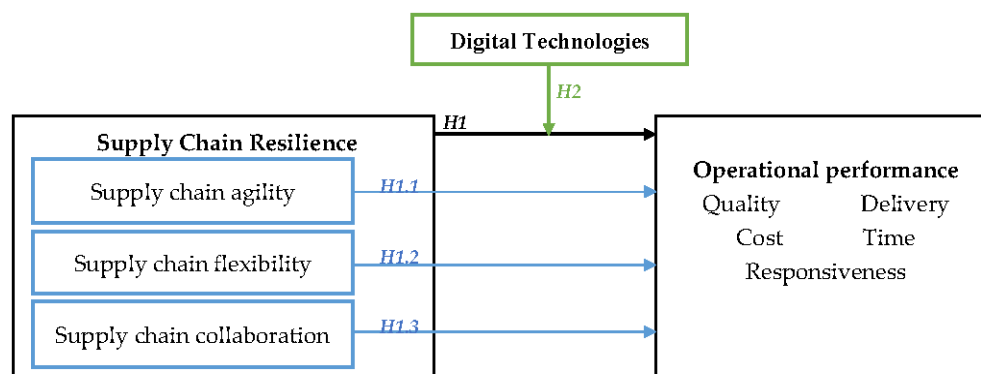 Digital Technologies
H2
H1
Supply Chain Resilience
Supply chain agility
H1.1
Supply chain flexibility
H1.2
Supply chain collaboration
H1.3
Operational performance
Quality Delivery
Cost Time
Responsiveness